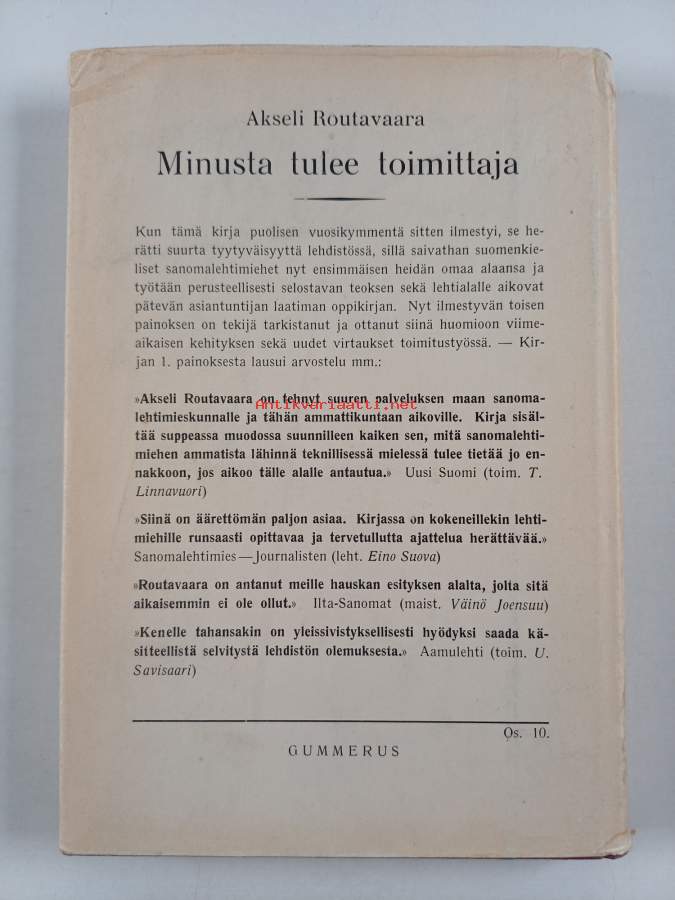 Akseli Routavaara
Minusta tulee toimittaja
Kun tämä kirja puolisen vuosikymmentä sitten ilmestyi, se he-
rätti suurta tyytyväisyyttä lehdistössä, sillä saivathan suomenkie-
liset sanomalehtimiehet nyt ensimmäisen heidän omaa alaansa ja
työtään perusteellisesti selostavan teoksen sekä lehtialalle aikovat
pätevän asiantuntijan laatiman oppikirjan. Nyt ilmestyvän toisen
painoksen on tekijä tarkistanut ja ottanut siinä huomioon viime-
aikaisen kehityksen sekä uudet virtaukset toimitustyössä. — Kir-
jan 1. painoksesta lausui arvostelu mm.:
»Akseli Routavaara on tehnyt suuren palveluksen maan sanoma-
Antikvariaatti.net
lehtimieskunnalle ja tähän ammattikuntaan aikoville. Kirja sisäl-
tää suppeassa muodossa suunnilleen kaiken sen, mitä sanomalehti-
miehen ammatista lähinnä teknillisessä mielessä tulee tietää jo en-
nakkoon, jos aikoo tälle alalle antautua.» Uusi Suomi (toim. T.
Linnavuori)
»Siinä on äärettömän paljon asiaa. Kirjassa on kokeneillekin lehti-
miehille runsaasti opittavaa ja tervetullutta ajattelua herättävää.»
Sanomalehtimies—Journalisten (leht. Eino Suova)
»Routavaara on antanut meille hauskan esityksen alalta, jolta sitä
aikaisemmin ei ole ollut.» Ilta-Sanomat (maist. Väinö Joensuu)
»Kenelle tahansakin on yleissivistyksellisesti hyödyksi saada kä-
sitteellistä selvitystä lehdistön olemuksesta.» Aamulehti (toim. U.
Savisaari)
Os. 10.
GUMMERUS